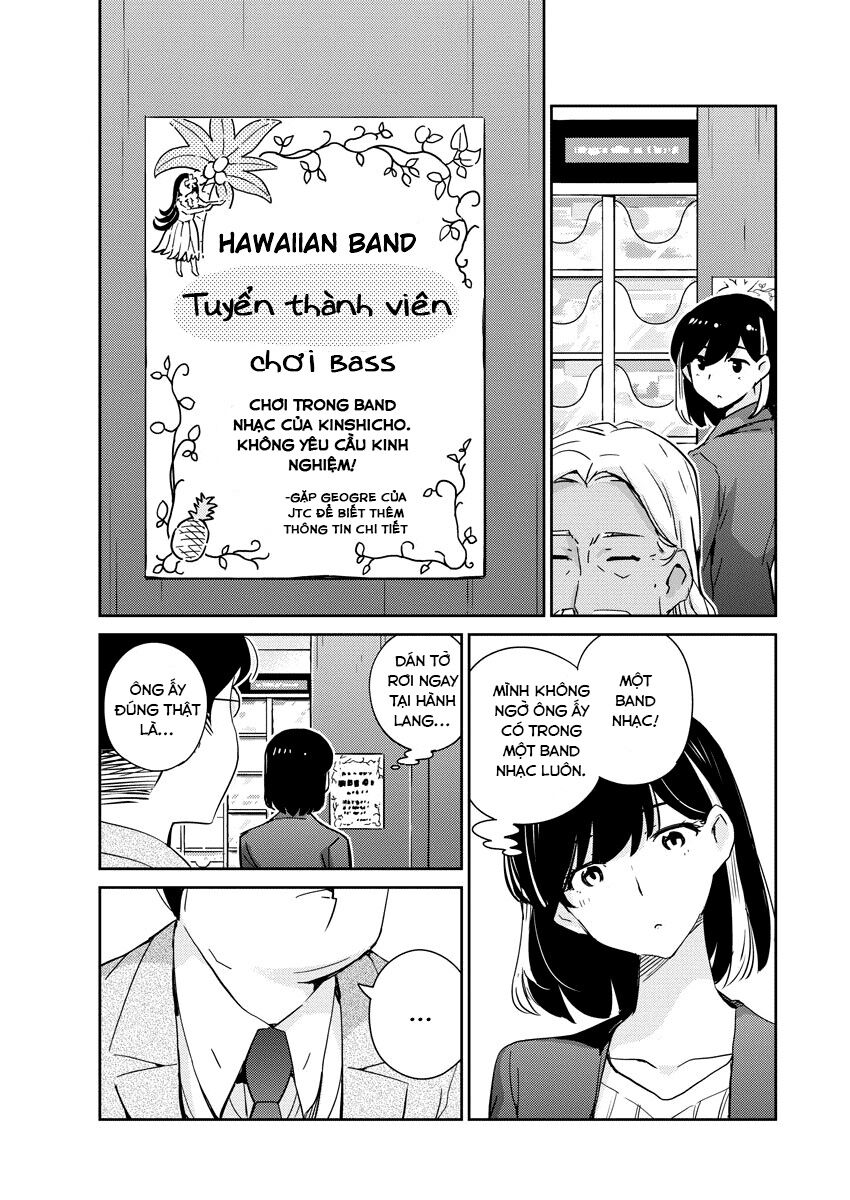 HAWAIIAN BAND
Tuyển thành viên
chơi Bass
CHƠI TRONG BAND
NHẠC CỦA KINSHICHO.
KHÔNG YÊU CẦU KINH
NGHIỆM!
-GẶP GEOGRE CỦA
JTC ĐỂ BIẾT THÊM
THÔNG TIN CHI TIẾT
MỘT
BAND
NHẠC!
MÌNH KHÔNG
NGỜ ÔNG ẤY
CÓ TRONG
MỘT BAND
NHẠC LUÔN.
DÁN TỜ
RƠI NGAY
TẠI HÀNH
LANG...
ÔNG ẤY
ĐÚNG THẬT
LÀ...
...